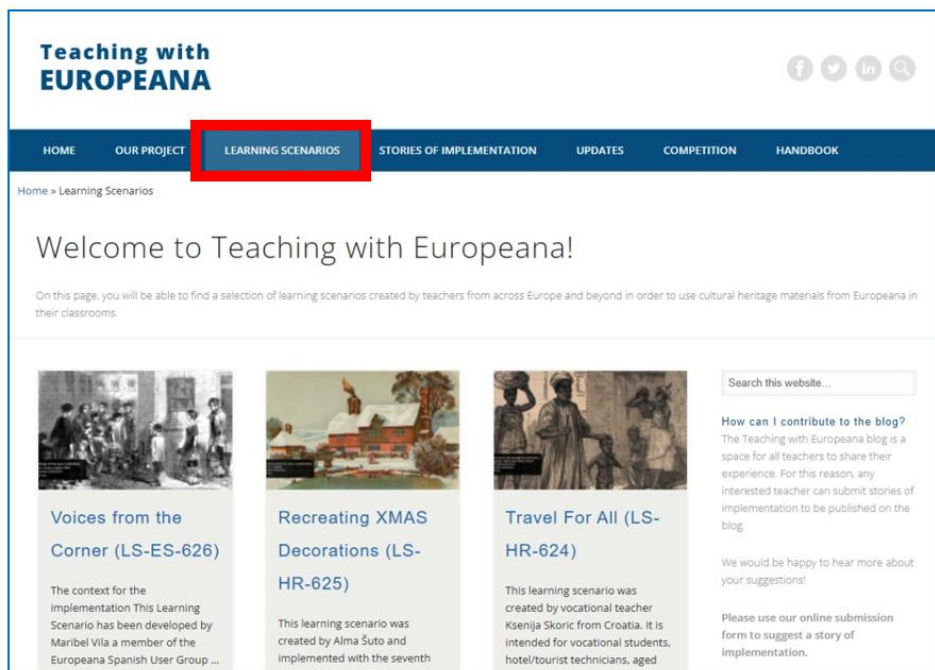 Teaching with
EUROPEANA
HOME OUR PROJECT LEARNING SCENARIOS STORIES OF IMPLEMENTATION UPDATES COMPETITION HANDBOOK
Home » Learning Scenarios
Welcome to Teaching with Europeana!
On this page, you will be able to find a selection of learning scenarios created by teachers from across Europe and beyond in order to use cultural heritage materials from Europeana in
their classrooms.
Voices from the
Corner (LS-ES-626)
The context for the
implementation This Learning
Scenario has been developed by
Maribel Vila a member of the
Europeana Spanish User Group ...
Recreating XMAS
Decorations (LS-
HR-625)
This learning scenario was
created by Alma Šuto and
implemented with the seventh
Travel For All (LS-
HR-624)
This learning scenario was
created by vocational teacher
Ksenija Skoric from Croatia. It is
intended for vocational students,
hotel/tourist technicians, aged
Search this website...
How can I contribute to the blog?
The Teaching with Europeana blog is a
space for all teachers to share their
experience. For this reason, any
interested teacher can submit stories of
implementation to be published on the
blog.
We would be happy to hear more about
your suggestions!
Please use our online submission
form to suggest a story of
implementation.